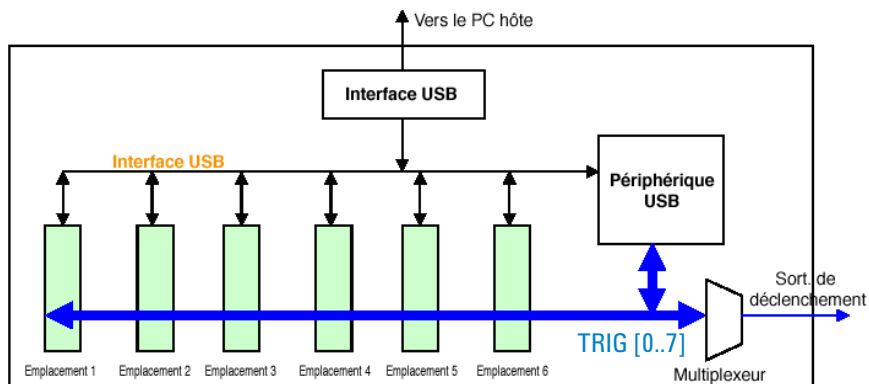 Vers le PC hôte
Interface USB
Interface USB
Périphérique
USB
Sort. de
déclenchement
TRIG [0..7]
Emplacement 1
Emplacement 2
Emplacement 3
Emplacement 4
Emplacement 5
Emplacement 6
Multiplexeur